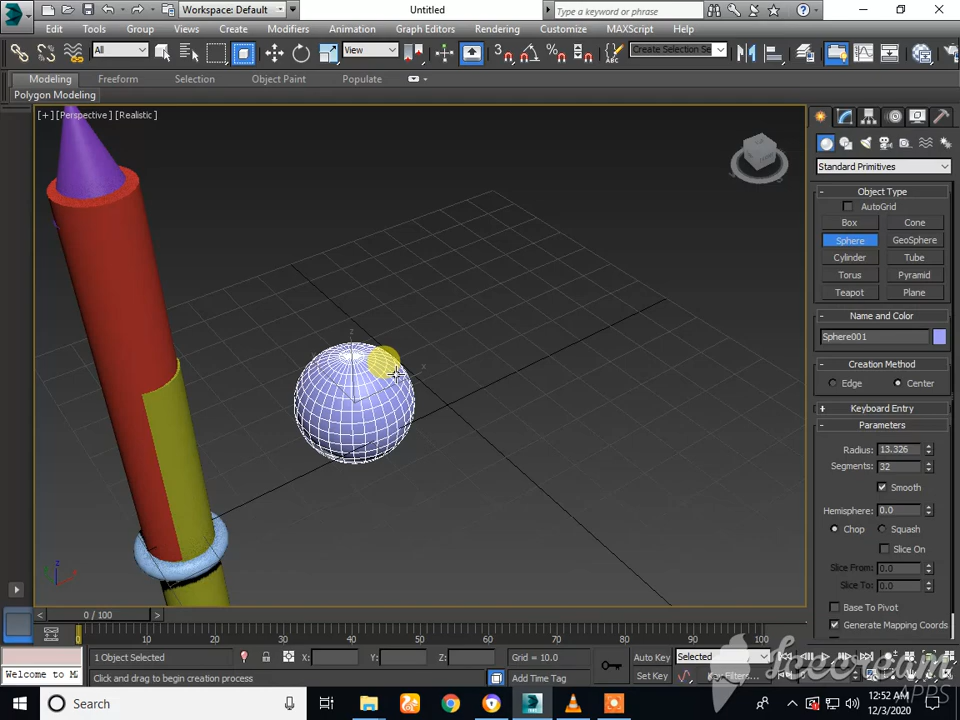 Workspace: Default
Untitled
Type a keyword or phrase
Edit Tools Group Views Create Modifiers Animation Graph Editors Rendering Customize MAXScript Help
All
View
Create Selection Se
Modeling Freeform Selection Object Paint Populate
Polygon Modeling
[+] [Perspective] [Realistic]
Standard Primitives
- Object Type
AutoGrid
Box Cone
Sphere GeoSphere
Cylinder Tube
Torus Pyramid
Teapot Plane
- Name and Color
Sphere001
- Creation Method
Edge Center
+ Keyboard Entry
- Parameters
Radius: 13.326
Segments: 32
Smooth
Hemisphere: 0.0
Chop Squash
Slice On
Slice From: 0.0
Slice To: 0.0
Base To Pivot
Generate Mapping Coords
z
x
z
< 0 / 100 >
0 10 20 30 40 50 60 70 80 90 100
1 Object Selected X: Y: Z: Grid = 10.0 Auto Key Selected
Welcome to M Click and drag to begin creation process Add Time Tag Set Key Key Filters...
Icecream
APPS
Search
12:52 AM
12/3/2020